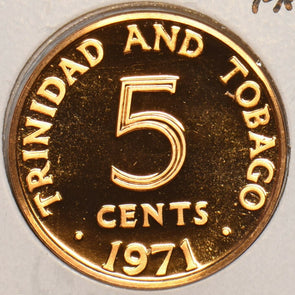 TRINIDAD AND TOBAGO
5
· CENTS ·
· 1971 ·